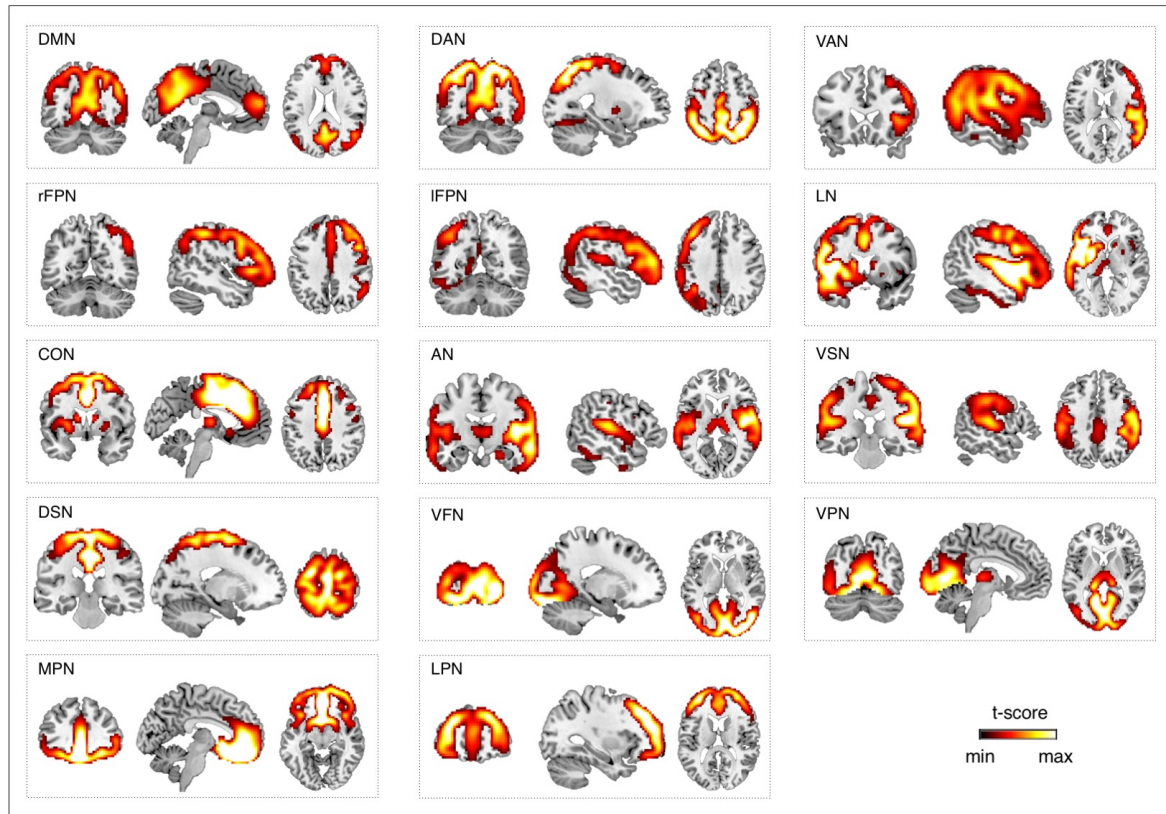 DMN
DAN
VAN
rFPN
lFPN
LN
CON
AN
VSN
DSN
VFN
VPN
MPN
LPN
t-score
min max